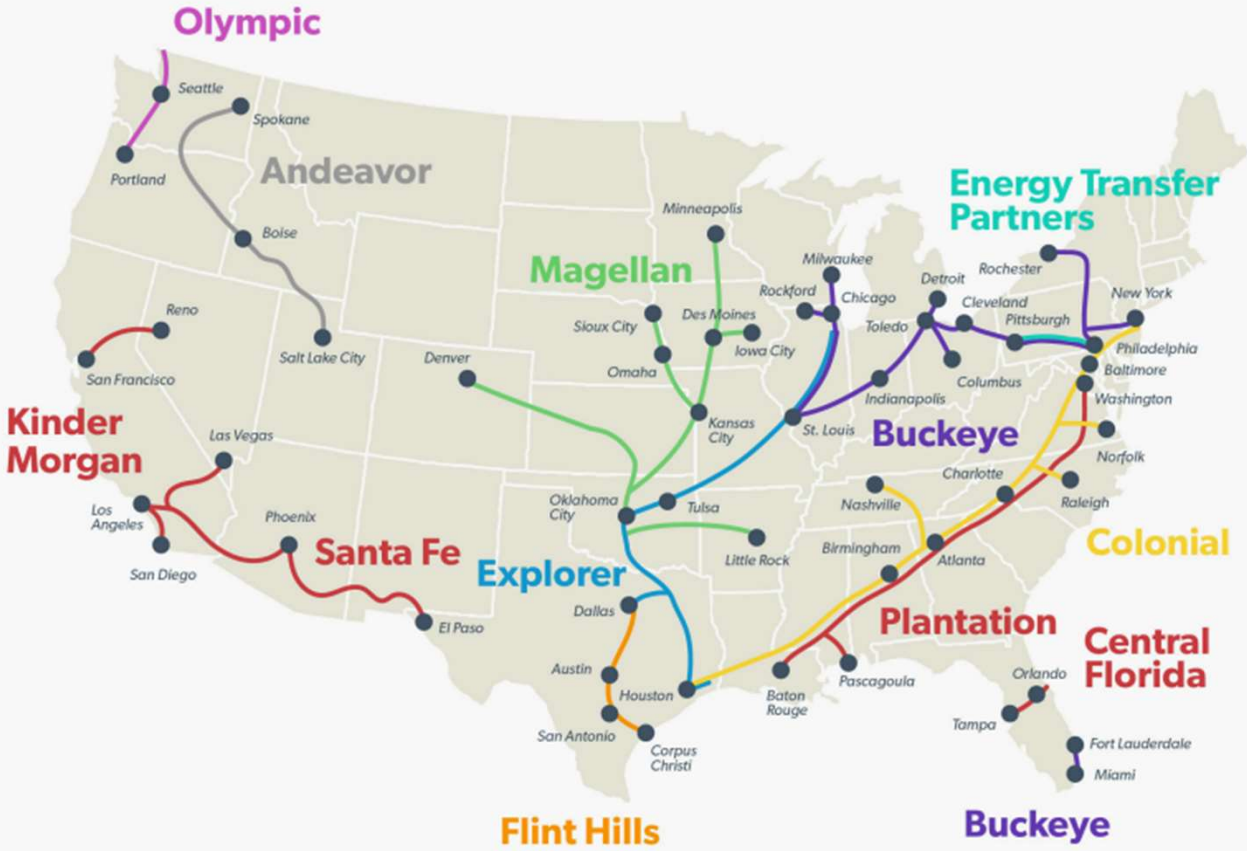 Olympic
Seattle
Spokane
Portland
Andeavor
Boise
Salt Lake City
Reno
San Francisco
Kinder
Morgan
Las Vegas
Los
Angeles
San Diego
Phoenix
Santa Fe
El Paso
Minneapolis
Magellan
Sioux City
Des Moines
Iowa City
Omaha
Denver
Kansas
City
Oklahoma
City
Tulsa
Little Rock
Explorer
Dallas
Austin
Houston
San Antonio
Corpus
Christi
Flint Hills
Energy Transfer
Partners
Milwaukee
Rockford
Chicago
Detroit
Rochester
New York
Cleveland
Toledo
Pittsburgh
Philadelphia
Baltimore
Washington
Columbus
Indianapolis
St. Louis
Buckeye
Norfolk
Charlotte
Nashville
Raleigh
Colonial
Birmingham
Atlanta
Plantation
Central
Florida
Baton
Rouge
Pascagoula
Orlando
Tampa
Fort Lauderdale
Miami
Buckeye